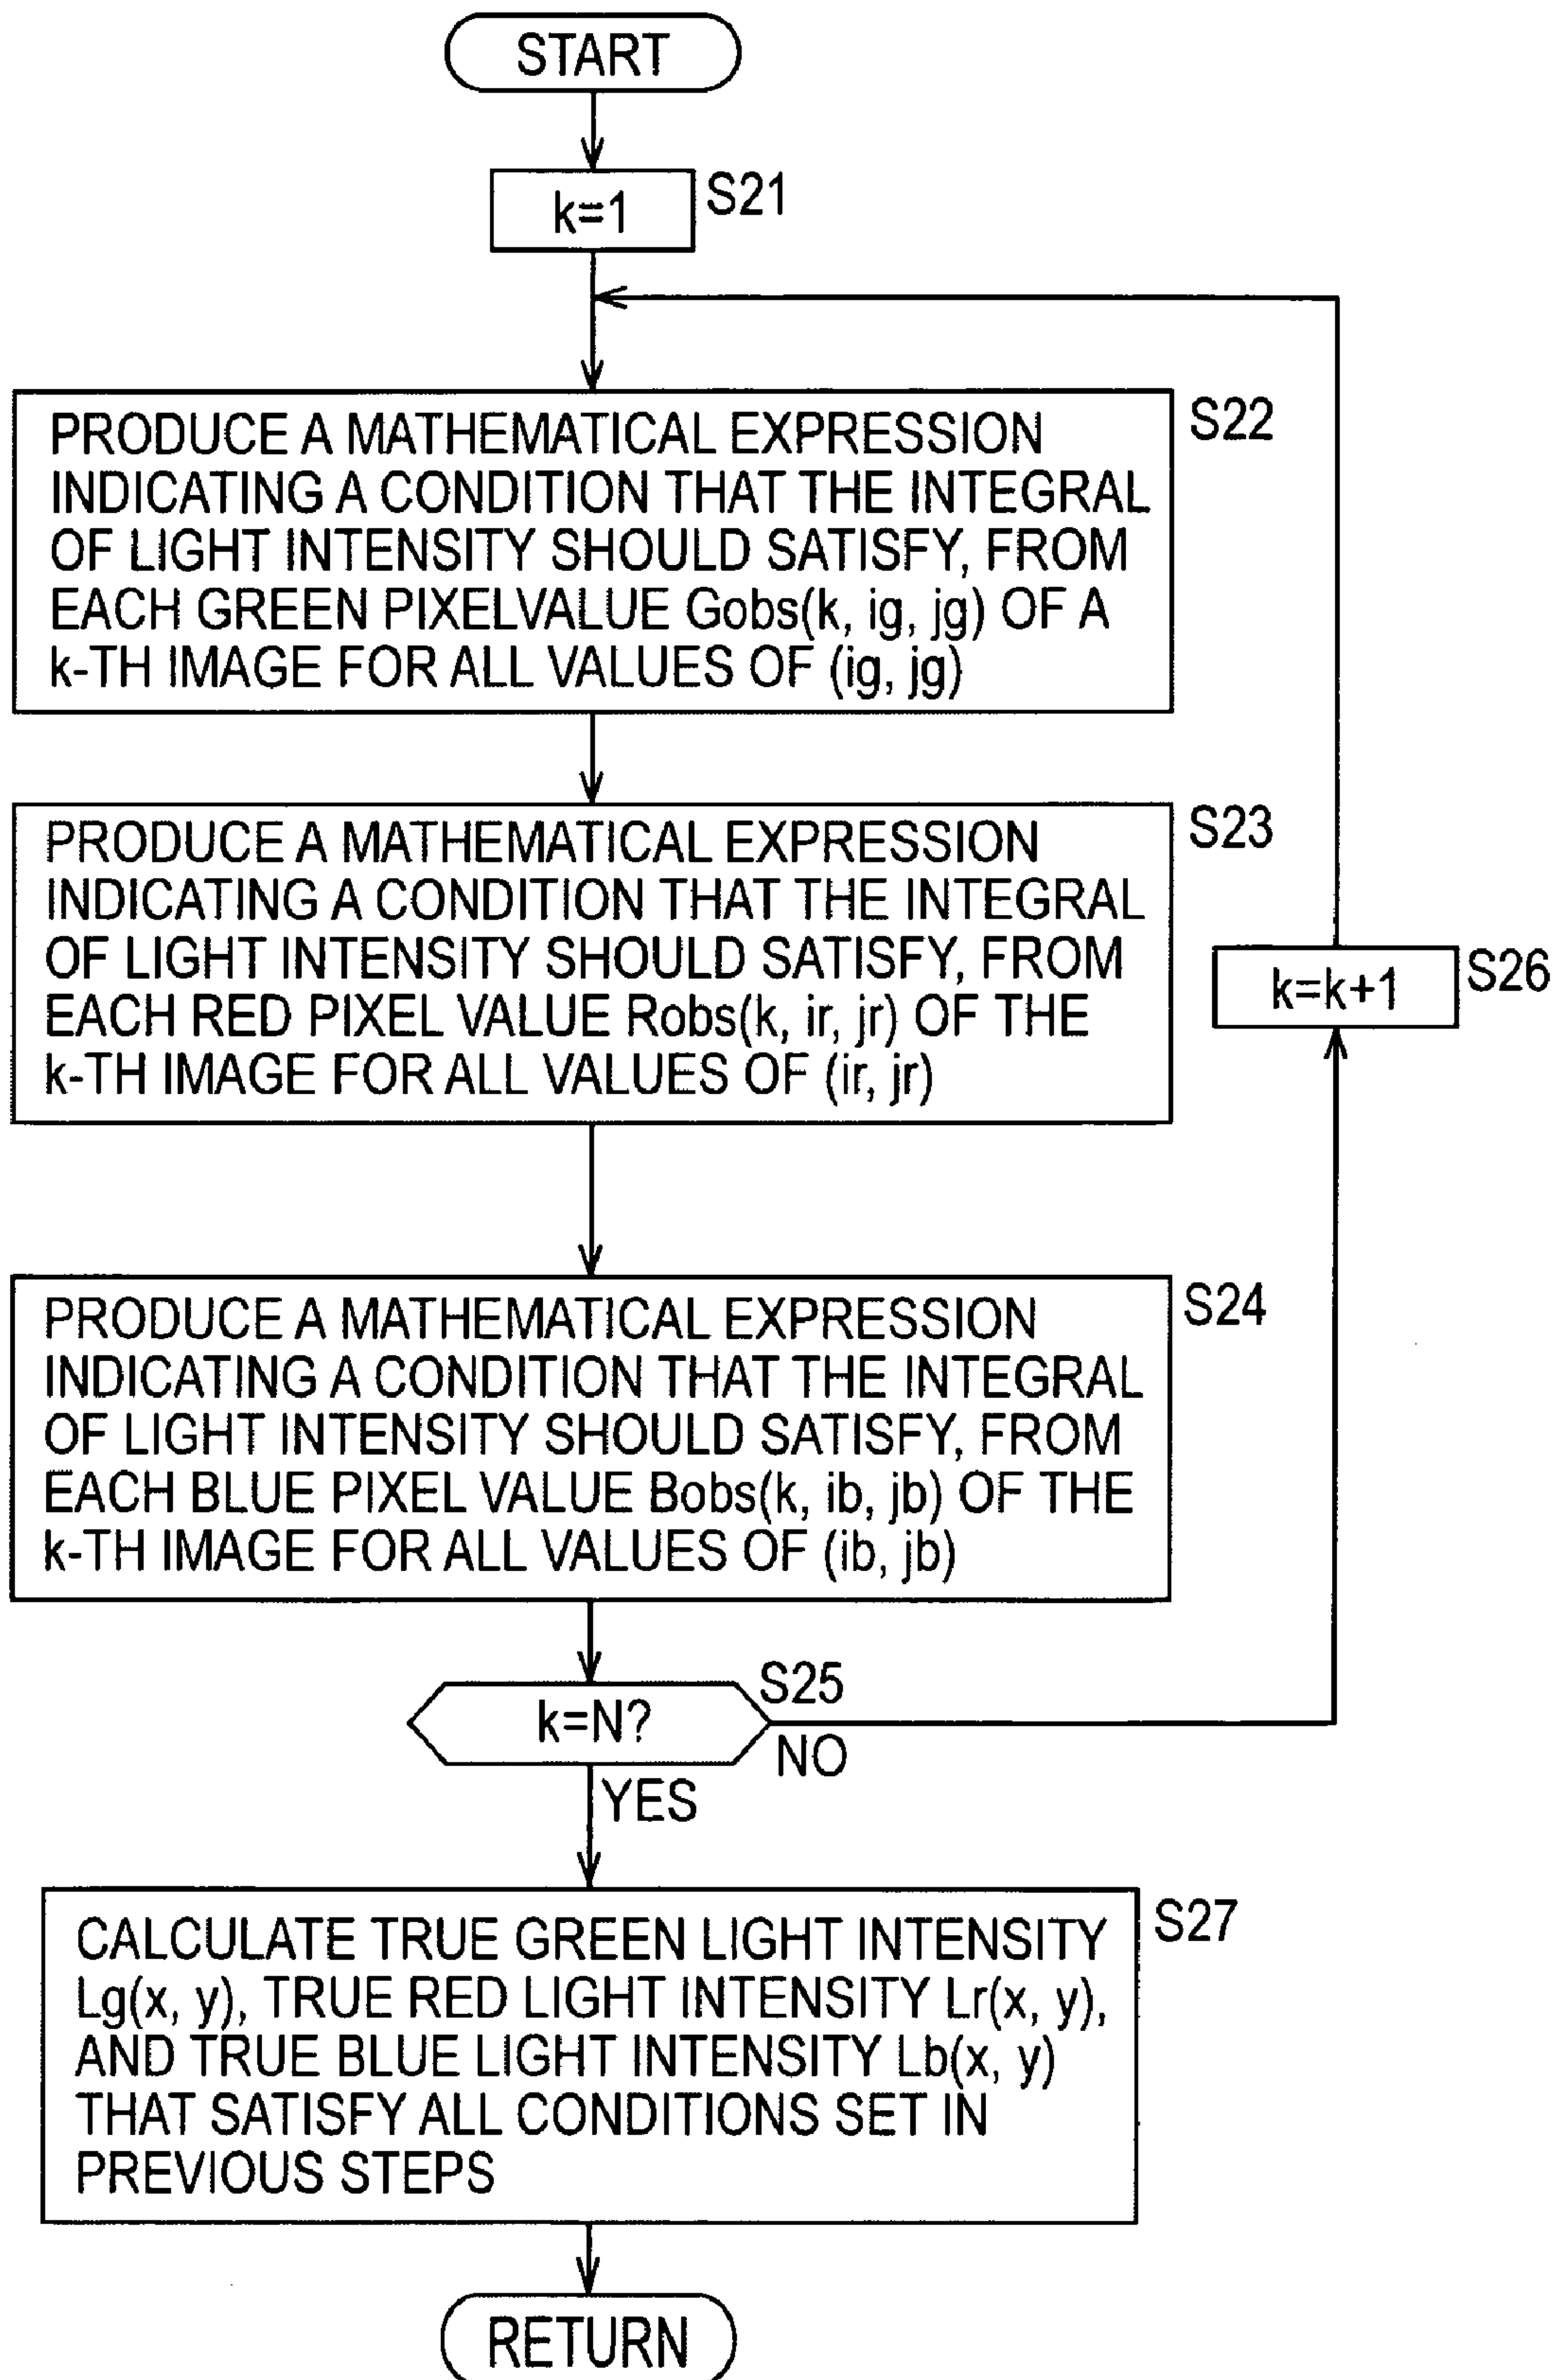 START
k=1
S21
PRODUCE A MATHEMATICAL EXPRESSION
INDICATING A CONDITION THAT THE INTEGRAL
OF LIGHT INTENSITY SHOULD SATISFY, FROM
EACH GREEN PIXELVALUE Gobs(k, ig, jg) OF A
k-TH IMAGE FOR ALL VALUES OF (ig, jg)
S22
PRODUCE A MATHEMATICAL EXPRESSION
INDICATING A CONDITION THAT THE INTEGRAL
OF LIGHT INTENSITY SHOULD SATISFY, FROM
EACH RED PIXEL VALUE Robs(k, ir, jr) OF THE
k-TH IMAGE FOR ALL VALUES OF (ir, jr)
S23
k=k+1
S26
PRODUCE A MATHEMATICAL EXPRESSION
INDICATING A CONDITION THAT THE INTEGRAL
OF LIGHT INTENSITY SHOULD SATISFY, FROM
EACH BLUE PIXEL VALUE Bobs(k, ib, jb) OF THE
k-TH IMAGE FOR ALL VALUES OF (ib, jb)
S24
k=N?
S25
NO
YES
CALCULATE TRUE GREEN LIGHT INTENSITY
Lg(x, y), TRUE RED LIGHT INTENSITY Lr(x, y),
AND TRUE BLUE LIGHT INTENSITY Lb(x, y)
THAT SATISFY ALL CONDITIONS SET IN
PREVIOUS STEPS
S27
RETURN